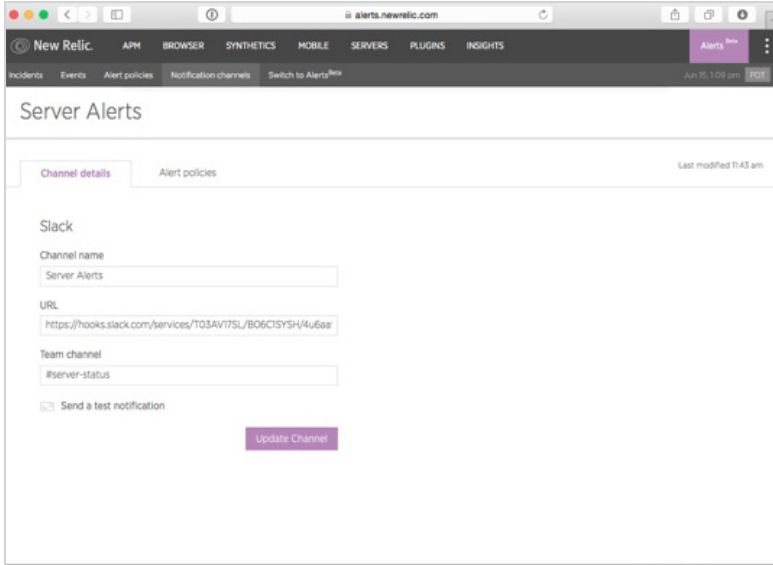 alerts.newrelic.com
New Relic. APM BROWSER SYNTHETICS MOBILE SERVERS PLUGINS INSIGHTS Alerts Beta
Incidents Events Alert policies Notification channels Switch to Alerts Beta Jun 15, 1:09 pm PDT
Server Alerts
Channel details Alert policies Last modified 11:43 am
Slack
Channel name
Server Alerts
URL
https://hooks.slack.com/services/T03AV17SL/B06C1SYSH/4u6aa
Team channel
#server-status
Send a test notification
Update Channel